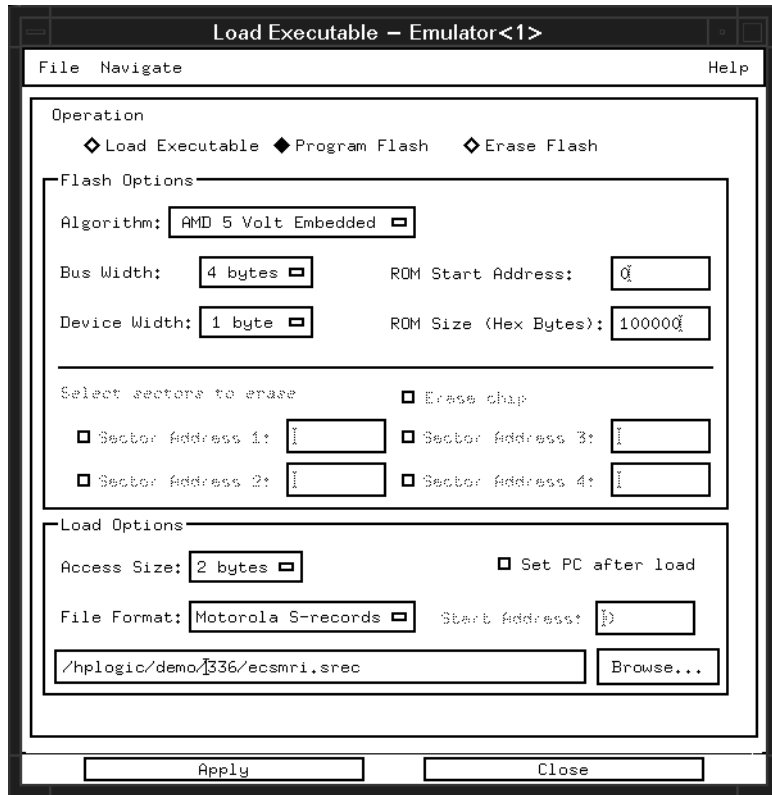 Load Executable – Emulator<1>
File Navigate Help
Operation
Load Executable Program Flash Erase Flash
Flash Options
Algorithm: AMD 5 Volt Embedded
Bus Width: 4 bytes ROM Start Address: 0
Device Width: 1 byte ROM Size (Hex Bytes): 100000
Select sectors to erase Erase chip
Sector Address 1: Sector Address 3:
Sector Address 2: Sector Address 4:
Load Options
Access Size: 2 bytes Set PC after load
File Format: Motorola S-records Start Address:
/hplogic/demo/336/ecsmri.srec Browse...
Apply Close